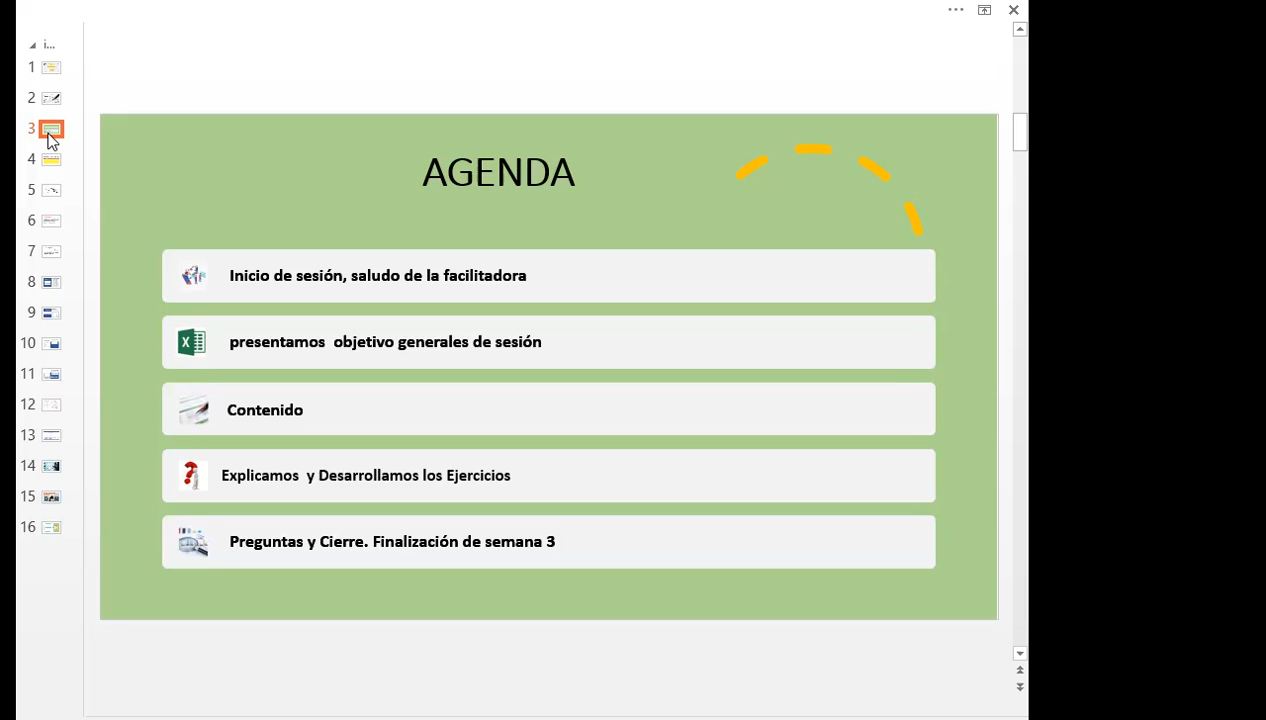 i...
1
2
3
4
5
6
7
8
9
10
11
12
13
14
15
16
AGENDA
Inicio de sesión, saludo de la facilitadora
presentamos  objetivo generales de sesión
Contenido
Explicamos  y Desarrollamos los Ejercicios
Preguntas y Cierre. Finalización de semana 3